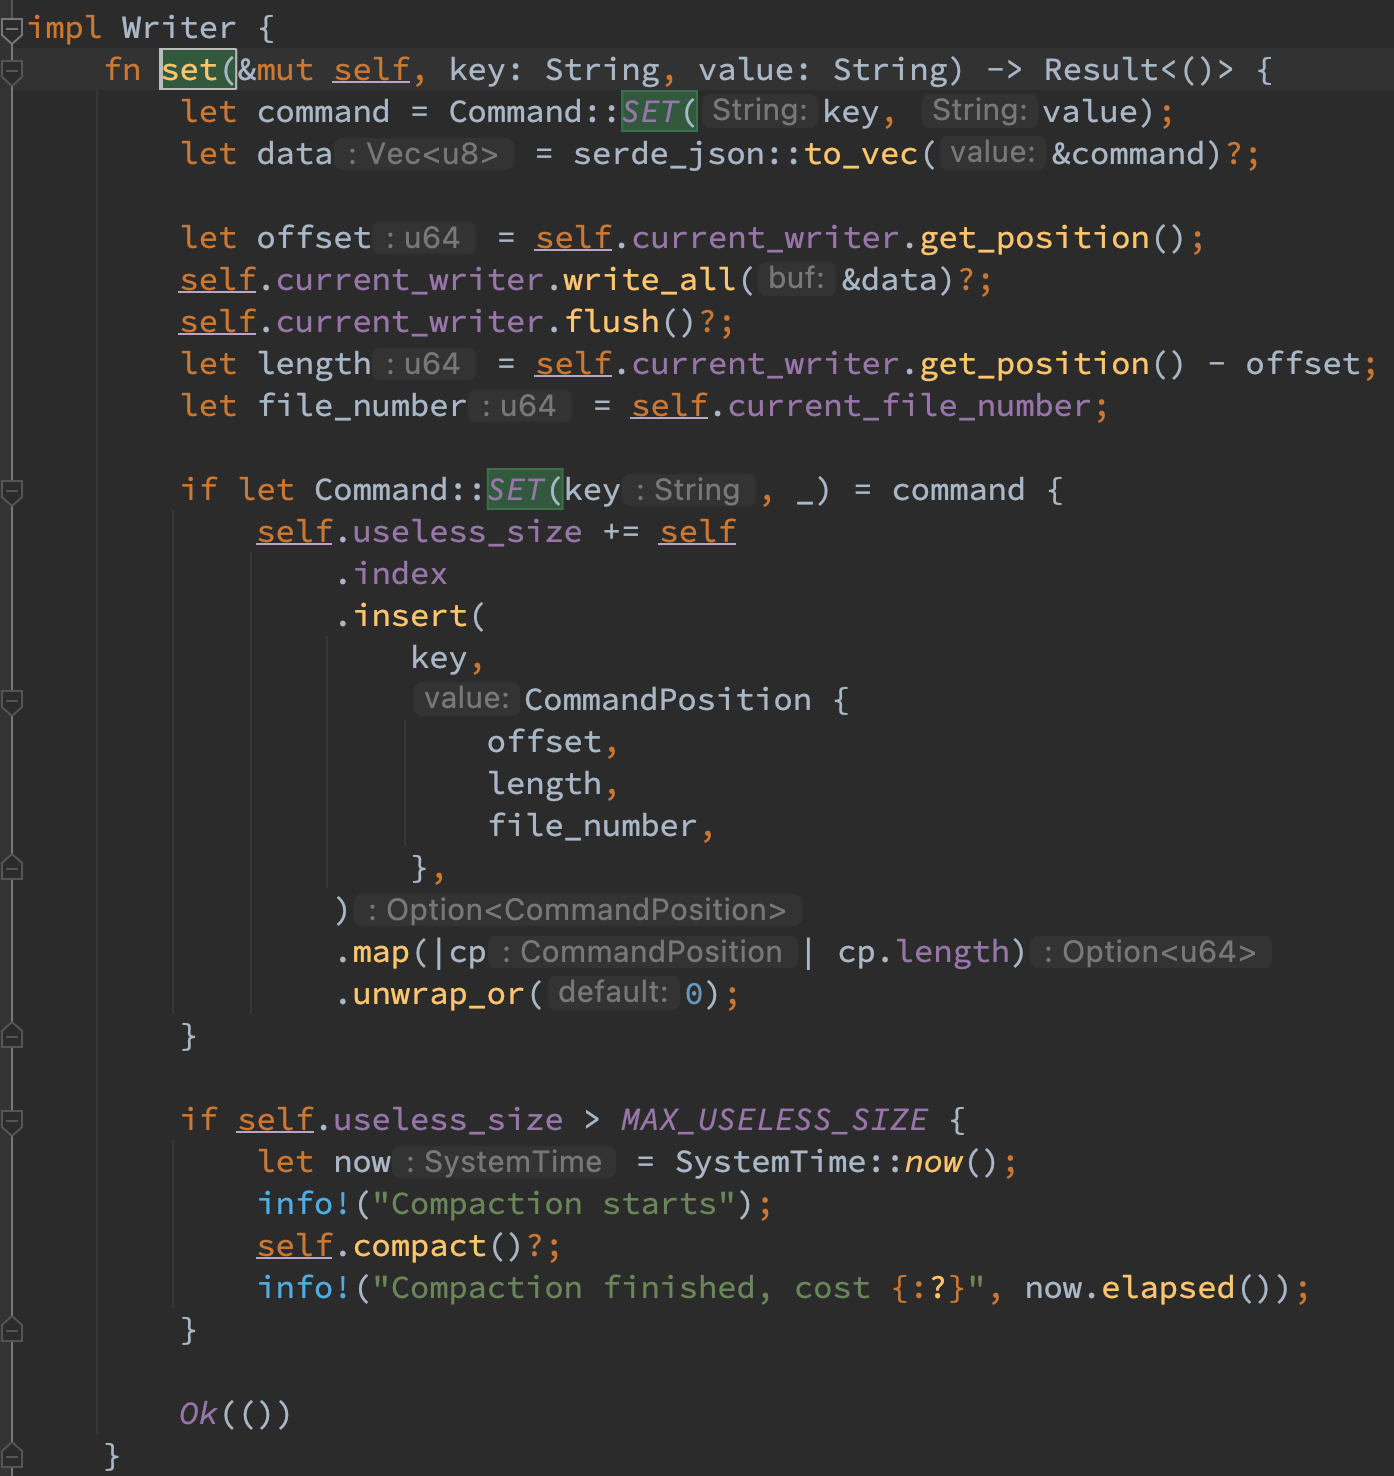 impl Writer {
    fn set(&mut self, key: String, value: String) -> Result<()> {
        let command = Command::SET( String: key, String: value);
        let data : Vec<u8> = serde_json::to_vec( value: &command)?;

        let offset : u64 = self.current_writer.get_position();
        self.current_writer.write_all( buf: &data)?;
        self.current_writer.flush()?;
        let length : u64 = self.current_writer.get_position() - offset;
        let file_number : u64 = self.current_file_number;

        if let Command::SET(key : String , _) = command {
            self.useless_size += self
                .index
                .insert(
                    key,
                    value: CommandPosition {
                        offset,
                        length,
                        file_number,
                    },
                ) : Option<CommandPosition>
                .map(|cp : CommandPosition | cp.length) : Option<u64>
                .unwrap_or( default: 0);
        }

        if self.useless_size > MAX_USELESS_SIZE {
            let now : SystemTime = SystemTime::now();
            info!("Compaction starts");
            self.compact()?;
            info!("Compaction finished, cost {:?}", now.elapsed());
        }

        Ok(())
    }